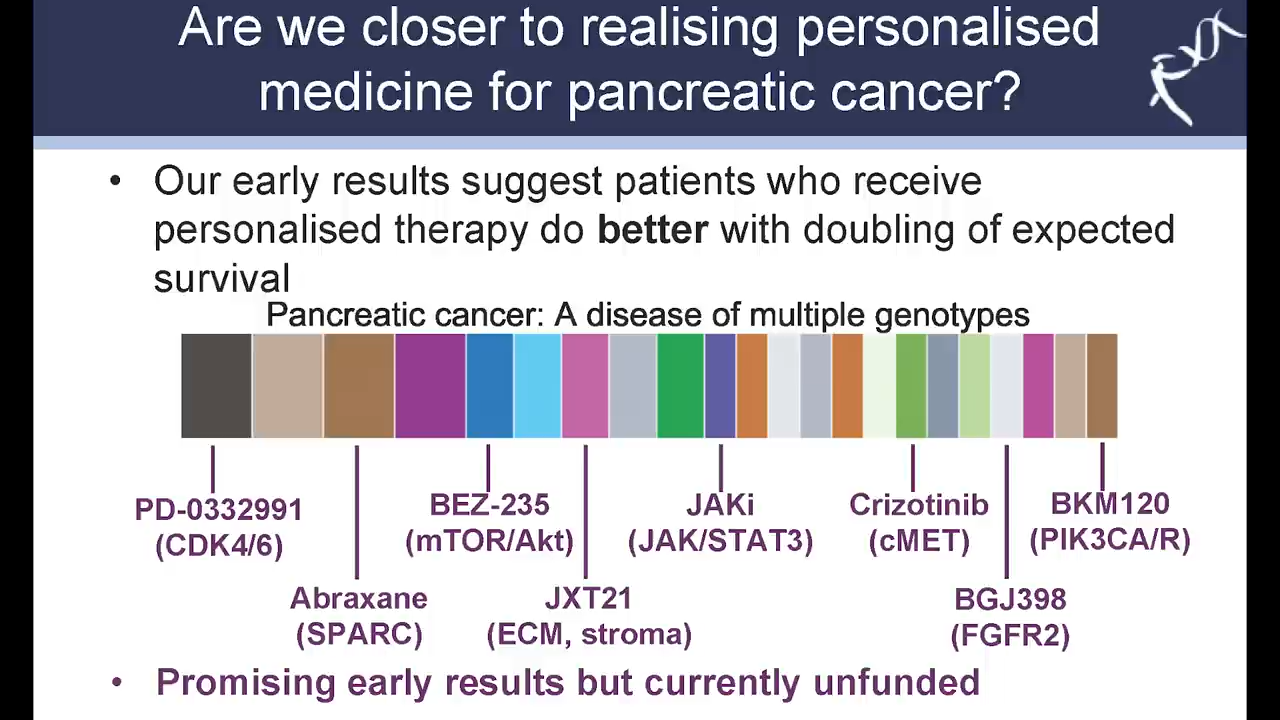 Are we closer to realising personalised
medicine for pancreatic cancer?
• Our early results suggest patients who receive
personalised therapy do better with doubling of expected
survival
Pancreatic cancer: A disease of multiple genotypes
PD-0332991
(CDK4/6)
Abraxane
(SPARC)
BEZ-235
(mTOR/Akt)
JXT21
(ECM, stroma)
JAKi
(JAK/STAT3)
Crizotinib
(cMET)
BGJ398
(FGFR2)
BKM120
(PIK3CA/R)
• Promising early results but currently unfunded